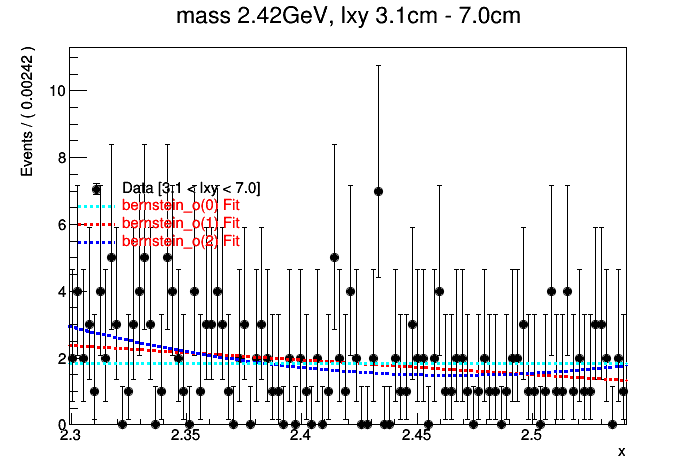 mass 2.42GeV, lxy 3.1cm - 7.0cm
Events / ( 0.00242 )
10
8
6
4
2
0
Data [3.1 < lxy < 7.0]
bernstein_o(0) Fit
bernstein_o(1) Fit
bernstein_o(2) Fit
2.3 2.35 2.4 2.45 2.5
x